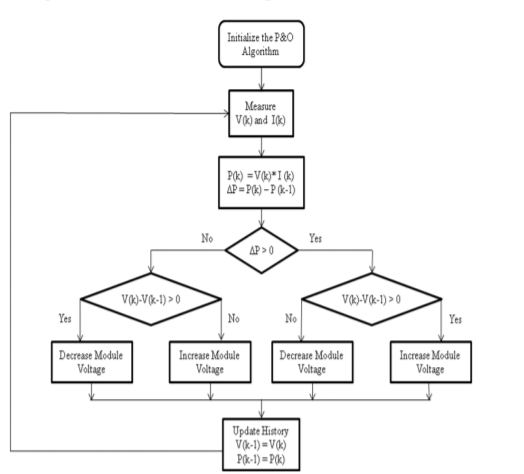 Initialize the P&O
Algorithm
Measure
V(k) and I(k)
P(k) = V(k)* I (k)
ΔP = P(k) – P (k-1)
No
ΔP > 0
Yes
V(k)-V(k-1) > 0
V(k)-V(k-1) > 0
Yes
No
No
Yes
Decrease Module
Voltage
Increase Module
Voltage
Decrease Module
Voltage
Increase Module
Voltage
Update History
V(k-1) = V(k)
P(k-1) = P(k)